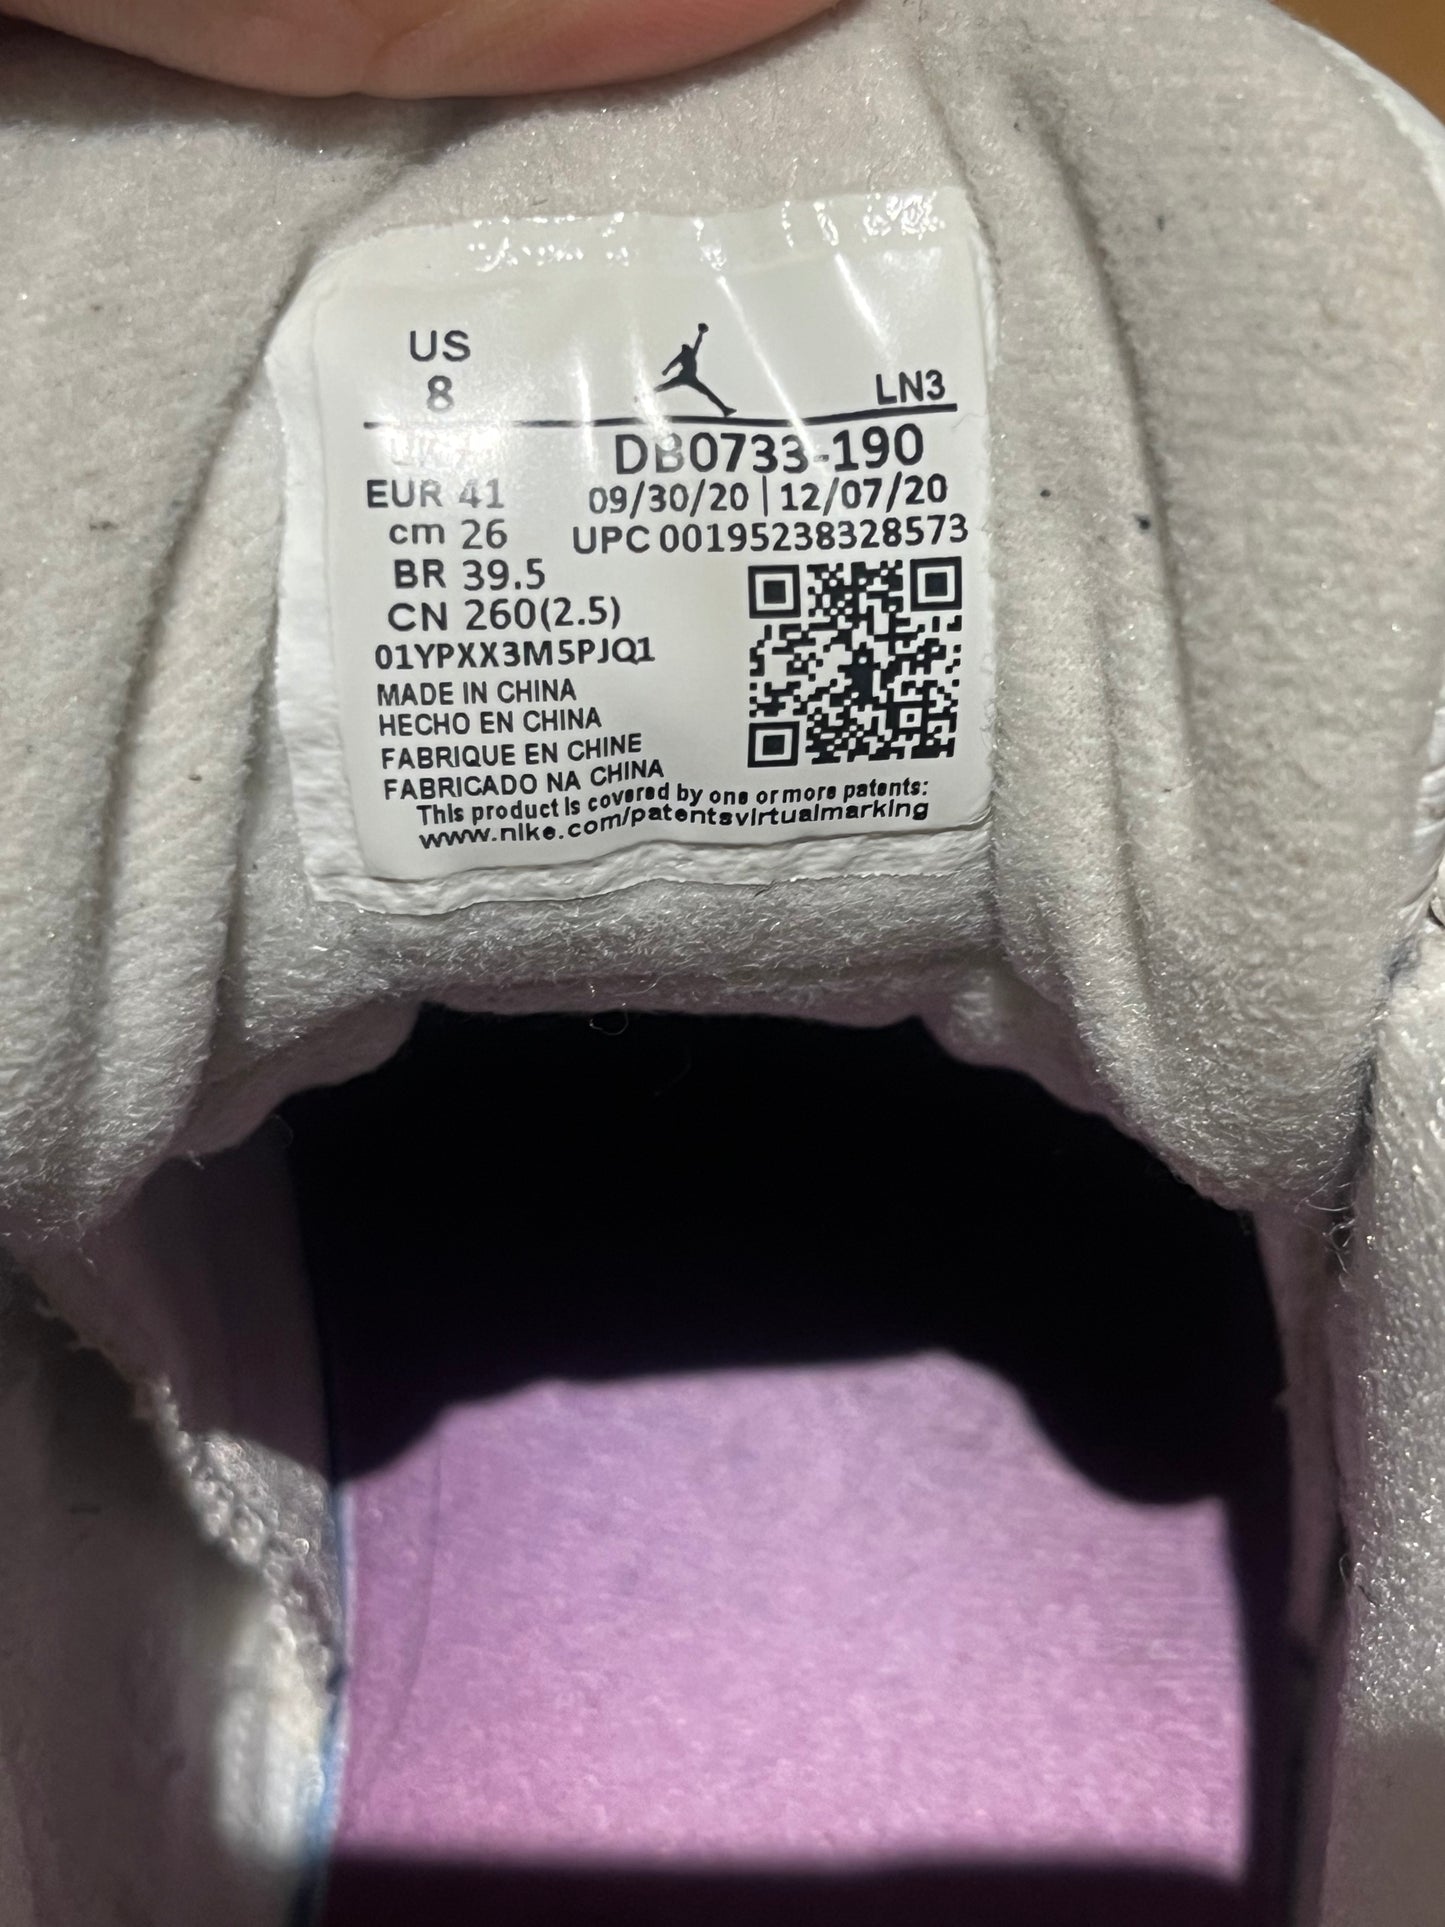 US
8
LN3
DB0733-190
EUR 41
09/30/20 | 12/07/20
cm 26
UPC 00195238328573
BR 39.5
CN 260(2.5)
01YPXX3M5PJQ1
MADE IN CHINA
HECHO EN CHINA
FABRIQUE EN CHINE
FABRICADO NA CHINA
This product is covered by one or more patents:
www.nike.com/patentsvirtualmarking